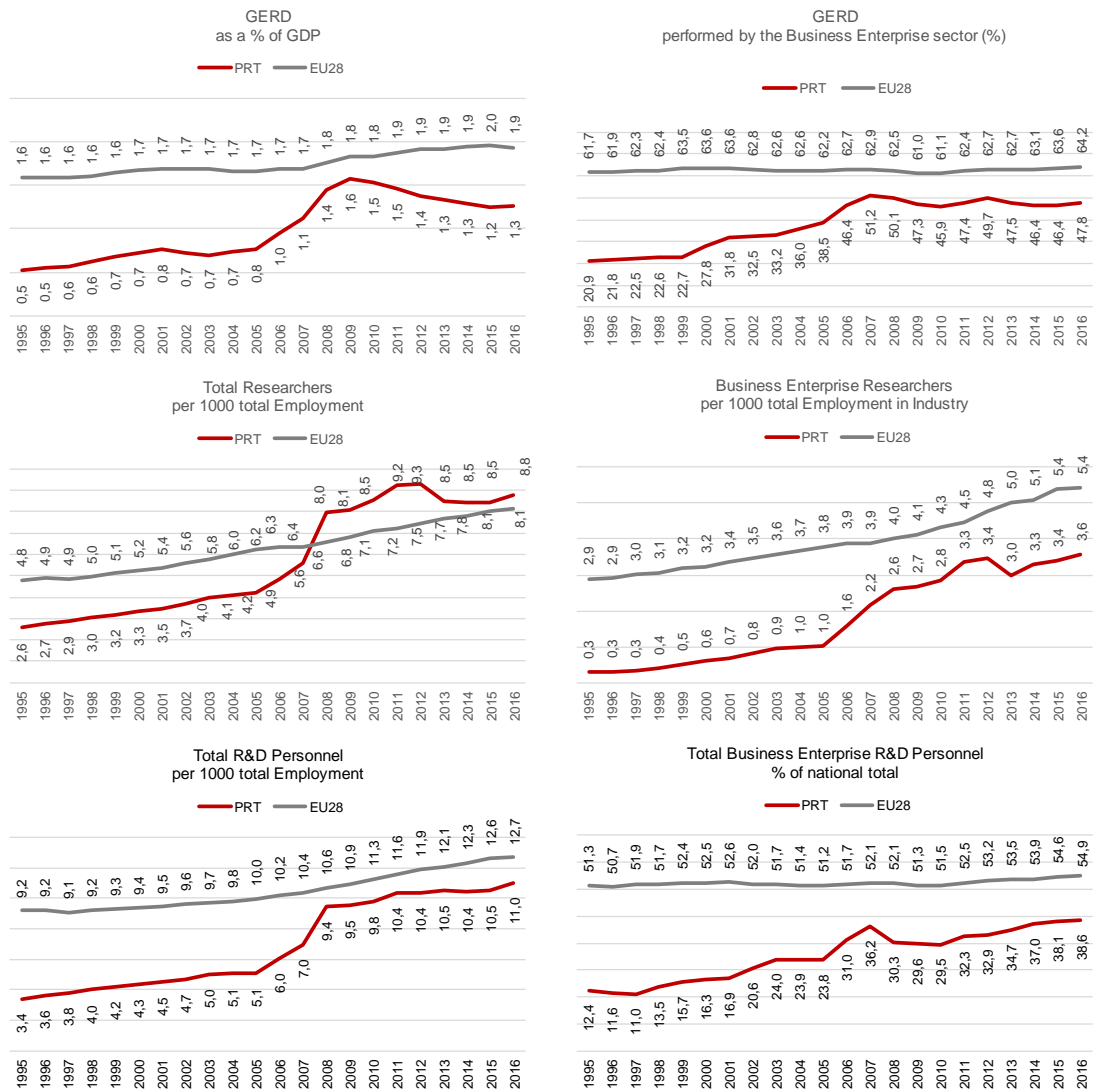 GERD
as a % of GDP
PRT EU28
1,6 1,6 1,6 1,6 1,6 1,7 1,7 1,7 1,7 1,7 1,7 1,7 1,7 1,8 1,8 1,8 1,9 1,9 1,9 1,9 2,0 1,9
0,5 0,5 0,6 0,6 0,7 0,7 0,8 0,7 0,7 0,7 0,8 1,0 1,1 1,4 1,6 1,5 1,5 1,4 1,3 1,3 1,2 1,3
1995 1996 1997 1998 1999 2000 2001 2002 2003 2004 2005 2006 2007 2008 2009 2010 2011 2012 2013 2014 2015 2016
GERD
performed by the Business Enterprise sector (%)
PRT EU28
61,7 61,9 62,3 62,4 63,5 63,6 63,6 62,8 62,6 62,6 62,2 62,7 62,9 62,5 61,0 61,1 62,4 62,7 62,7 63,1 63,6 64,2
20,9 21,8 22,5 22,6 22,7 27,8 31,8 32,5 33,2 36,0 38,5 46,4 51,2 50,1 47,3 45,9 47,4 49,7 47,5 46,4 46,4 47,8
1995 1996 1997 1998 1999 2000 2001 2002 2003 2004 2005 2006 2007 2008 2009 2010 2011 2012 2013 2014 2015 2016
Total Researchers
per 1000 total Employment
PRT EU28
4,8 4,9 4,9 5,0 5,1 5,2 5,4 5,6 5,8 6,0 6,2 6,3 6,4 6,6 6,8 7,1 7,2 7,5 7,7 7,8 8,1 8,1
2,6 2,7 2,9 3,0 3,2 3,3 3,5 3,7 4,0 4,1 4,2 4,9 5,6 8,0 8,1 8,5 9,2 9,3 8,5 8,5 8,5 8,8
1995 1996 1997 1998 1999 2000 2001 2002 2003 2004 2005 2006 2007 2008 2009 2010 2011 2012 2013 2014 2015 2016
Business Enterprise Researchers
per 1000 total Employment in Industry
PRT EU28
2,9 2,9 3,0 3,1 3,2 3,2 3,4 3,5 3,6 3,7 3,8 3,9 3,9 4,0 4,1 4,3 4,5 4,8 5,0 5,1 5,4 5,4
0,3 0,3 0,3 0,4 0,5 0,6 0,7 0,8 0,9 1,0 1,0 1,6 2,2 2,6 2,7 2,8 3,3 3,4 3,0 3,3 3,4 3,6
1995 1996 1997 1998 1999 2000 2001 2002 2003 2004 2005 2006 2007 2008 2009 2010 2011 2012 2013 2014 2015 2016
Total R&D Personnel
per 1000 total Employment
PRT EU28
9,2 9,2 9,1 9,2 9,3 9,4 9,5 9,6 9,7 9,8 10,0 10,2 10,4 10,6 10,9 11,3 11,6 11,9 12,1 12,3 12,6 12,7
3,4 3,6 3,8 4,0 4,2 4,3 4,5 4,7 5,0 5,1 5,1 6,0 7,0 9,4 9,5 9,8 10,4 10,4 10,5 10,4 10,5 11,0
1995 1996 1997 1998 1999 2000 2001 2002 2003 2004 2005 2006 2007 2008 2009 2010 2011 2012 2013 2014 2015 2016
Total Business Enterprise R&D Personnel
% of national total
PRT EU28
51,3 50,7 51,9 51,7 52,4 52,5 52,6 52,0 51,7 51,4 51,2 51,7 52,1 52,1 51,3 51,5 52,5 53,2 53,5 53,9 54,6 54,9
12,4 11,6 11,0 13,5 15,7 16,3 16,9 20,6 24,0 23,9 23,8 31,0 36,2 30,3 29,6 29,5 32,3 32,9 34,7 37,0 38,1 38,6
1995 1996 1997 1998 1999 2000 2001 2002 2003 2004 2005 2006 2007 2008 2009 2010 2011 2012 2013 2014 2015 2016